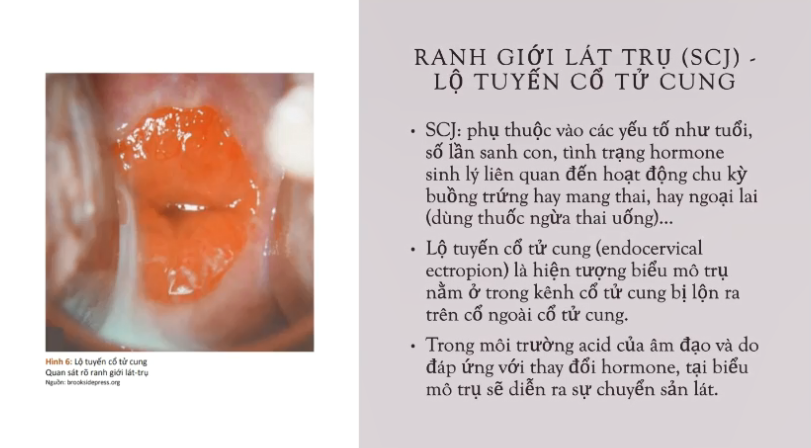 RANH GIỚI LÁT TRỤ (SCJ) -
LỘ TUYẾN CỔ TỬ CUNG
• SCJ: phụ thuộc vào các yếu tố như tuổi,
số lần sanh con, tình trạng hormone
sinh lý liên quan đến hoạt động chu kỳ
buồng trứng hay mang thai, hay ngoại lai
(dùng thuốc ngừa thai uống)...
• Lộ tuyến cổ tử cung (endocervical
ectropion) là hiện tượng biểu mô trụ
nằm ở trong kênh cổ tử cung bị lộn ra
trên cổ ngoài cổ tử cung.
• Trong môi trường acid của âm đạo và do
đáp ứng với thay đổi hormone, tại biểu
mô trụ sẽ diễn ra sự chuyển sản lát.
Hình 6: Lộ tuyến cổ tử cung
Quan sát rõ ranh giới lát-trụ
Nguồn: brooksidepress.org